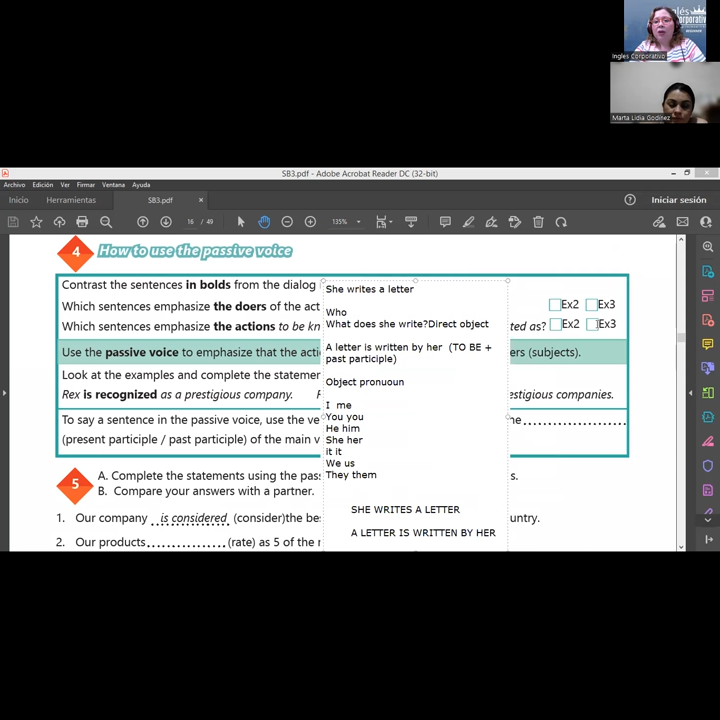 Inglés
Corporativo
Ingles Corporativo
Marta Lidia Godinez
SB3.pdf - Adobe Acrobat Reader DC (32-bit)
Archivo Edición Ver Firmar Ventana Ayuda
Inicio Herramientas SB3.pdf × Iniciar sesión
16 / 49 135%
4 How to use the passive voice
Contrast the sentences in bolds from the dialog
Which sentences emphasize the doers of the act Ex2 Ex3
Which sentences emphasize the actions to be kn ted as? Ex2 Ex3
Use the passive voice to emphasize that the acti ers (subjects).
Look at the examples and complete the statemen
Rex is recognized as a prestigious company. estigious companies.
To say a sentence in the passive voice, use the ve ne
(present participle / past participle) of the main v
She writes a letter
Who
What does she write?Direct object
A letter is written by her (TO BE +
past participle)
Object pronuoun
I me
You you
He him
She her
it it
We us
They them
SHE WRITES A LETTER
A LETTER IS WRITTEN BY HER
5 A. Complete the statements using the pas s.
B. Compare your answers with a partner.
1. Our company is considered (consider)the be untry.
2. Our products (rate) as 5 of the